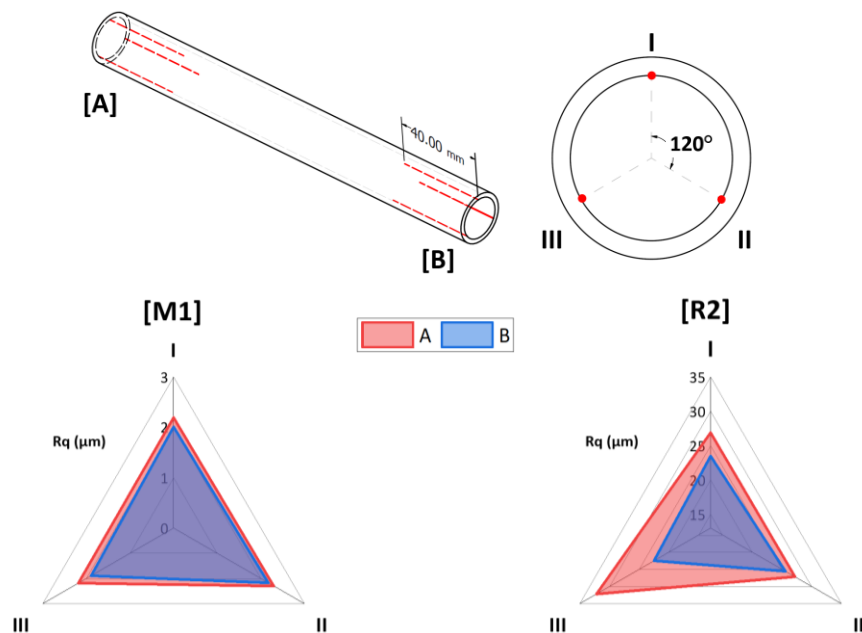 [A]
40.00 mm
[B]
I
120°
III
II
[M1]
I
3
2
1
0
Rq (μm)
III
II
A
B
[R2]
I
35
30
25
20
15
Rq (μm)
III
II